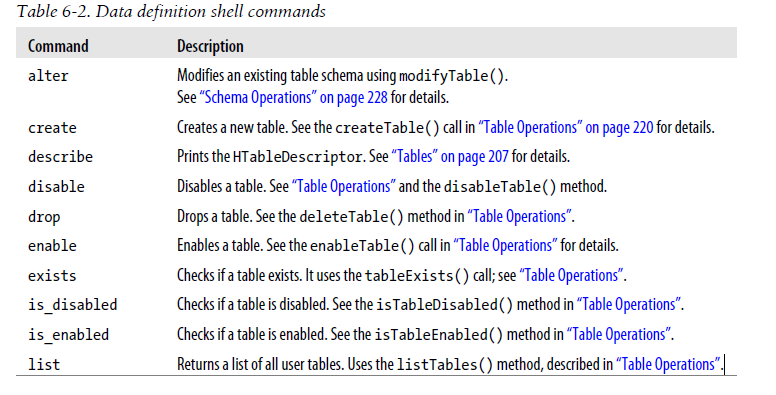 Table 6-2. Data definition shell commands
Command Description
alter Modifies an existing table schema using modifyTable().
See “Schema Operations” on page 228 for details.
create Creates a new table. See the createTable() call in “Table Operations” on page 220 for details.
describe Prints the HTableDescriptor. See “Tables” on page 207 for details.
disable Disables a table. See “Table Operations” and the disableTable() method.
drop Drops a table. See the deleteTable() method in “Table Operations”.
enable Enables a table. See the enableTable() call in “Table Operations” for details.
exists Checks if a table exists. It uses the tableExists() call; see “Table Operations”.
is_disabled Checks if a table is disabled. See the isTableDisabled() method in “Table Operations”.
is_enabled Checks if a table is enabled. See the isTableEnabled() method in “Table Operations”.
list Returns a list of all user tables. Uses the listTables() method, described in “Table Operations”.